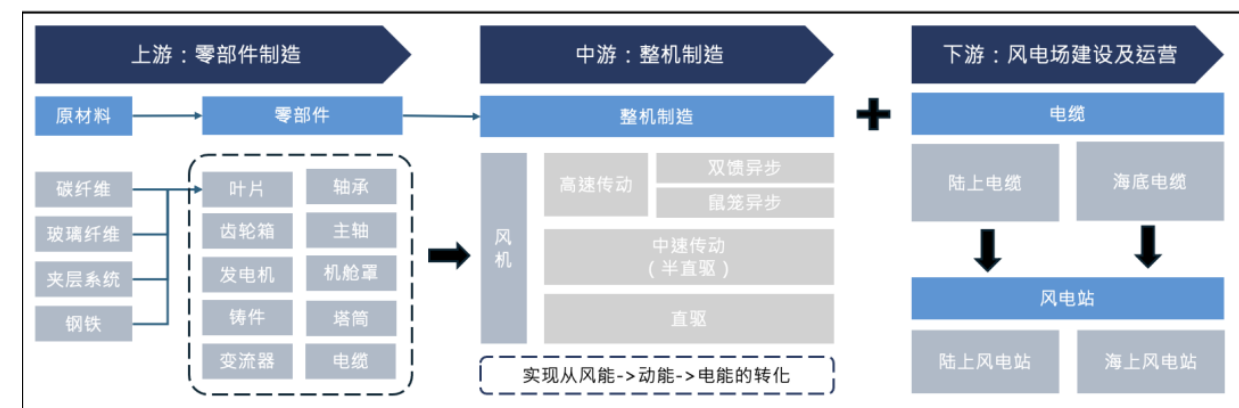 上游：零部件制造
中游：整机制造
下游：风电场建设及运营
原材料
零部件
整机制造
电缆
碳纤维
玻璃纤维
夹层系统
钢铁
叶片
轴承
齿轮箱
主轴
发电机
机舱罩
铸件
塔筒
变流器
电缆
风
机
高速传动
双馈异步
鼠笼异步
中速传动
（半直驱）
直驱
实现从风能->动能->电能的转化
陆上电缆
海底电缆
风电站
陆上风电站
海上风电站